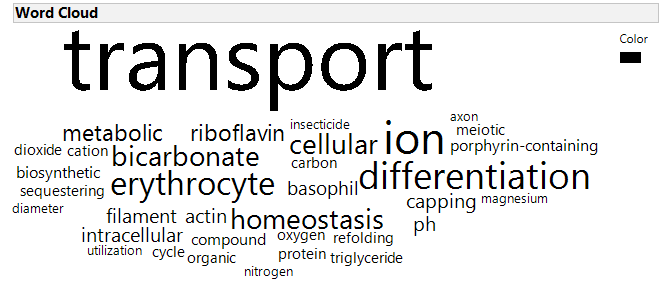 Word Cloud
transport
Color
insecticide
axon
metabolic riboflavin
cellular ion meiotic
dioxide cation bicarbonate carbon porphyrin-containing
biosynthetic erythrocyte basophil differentiation
sequestering
diameter
capping magnesium
filament actin homeostasis ph
intracellular compound oxygen refolding
utilization cycle organic protein triglyceride
nitrogen